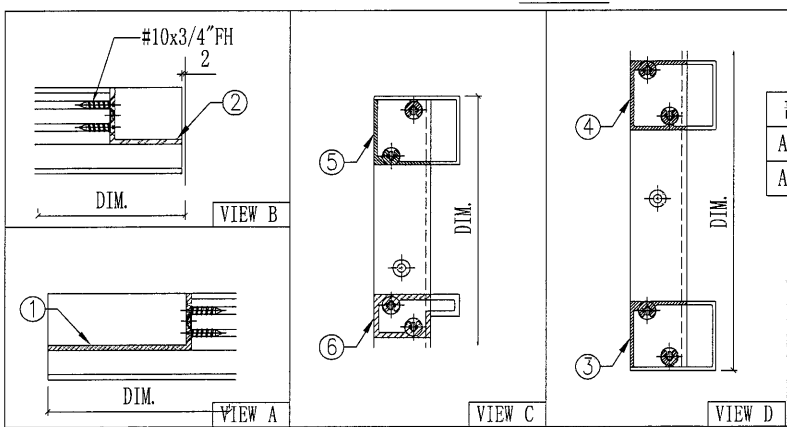 #10x3/4"FH
2
②
DIM.
VIEW B
①
DIM.
VIEW A
⑤
DIM.
⑥
VIEW C
④
DIM.
③
VIEW D
A
A